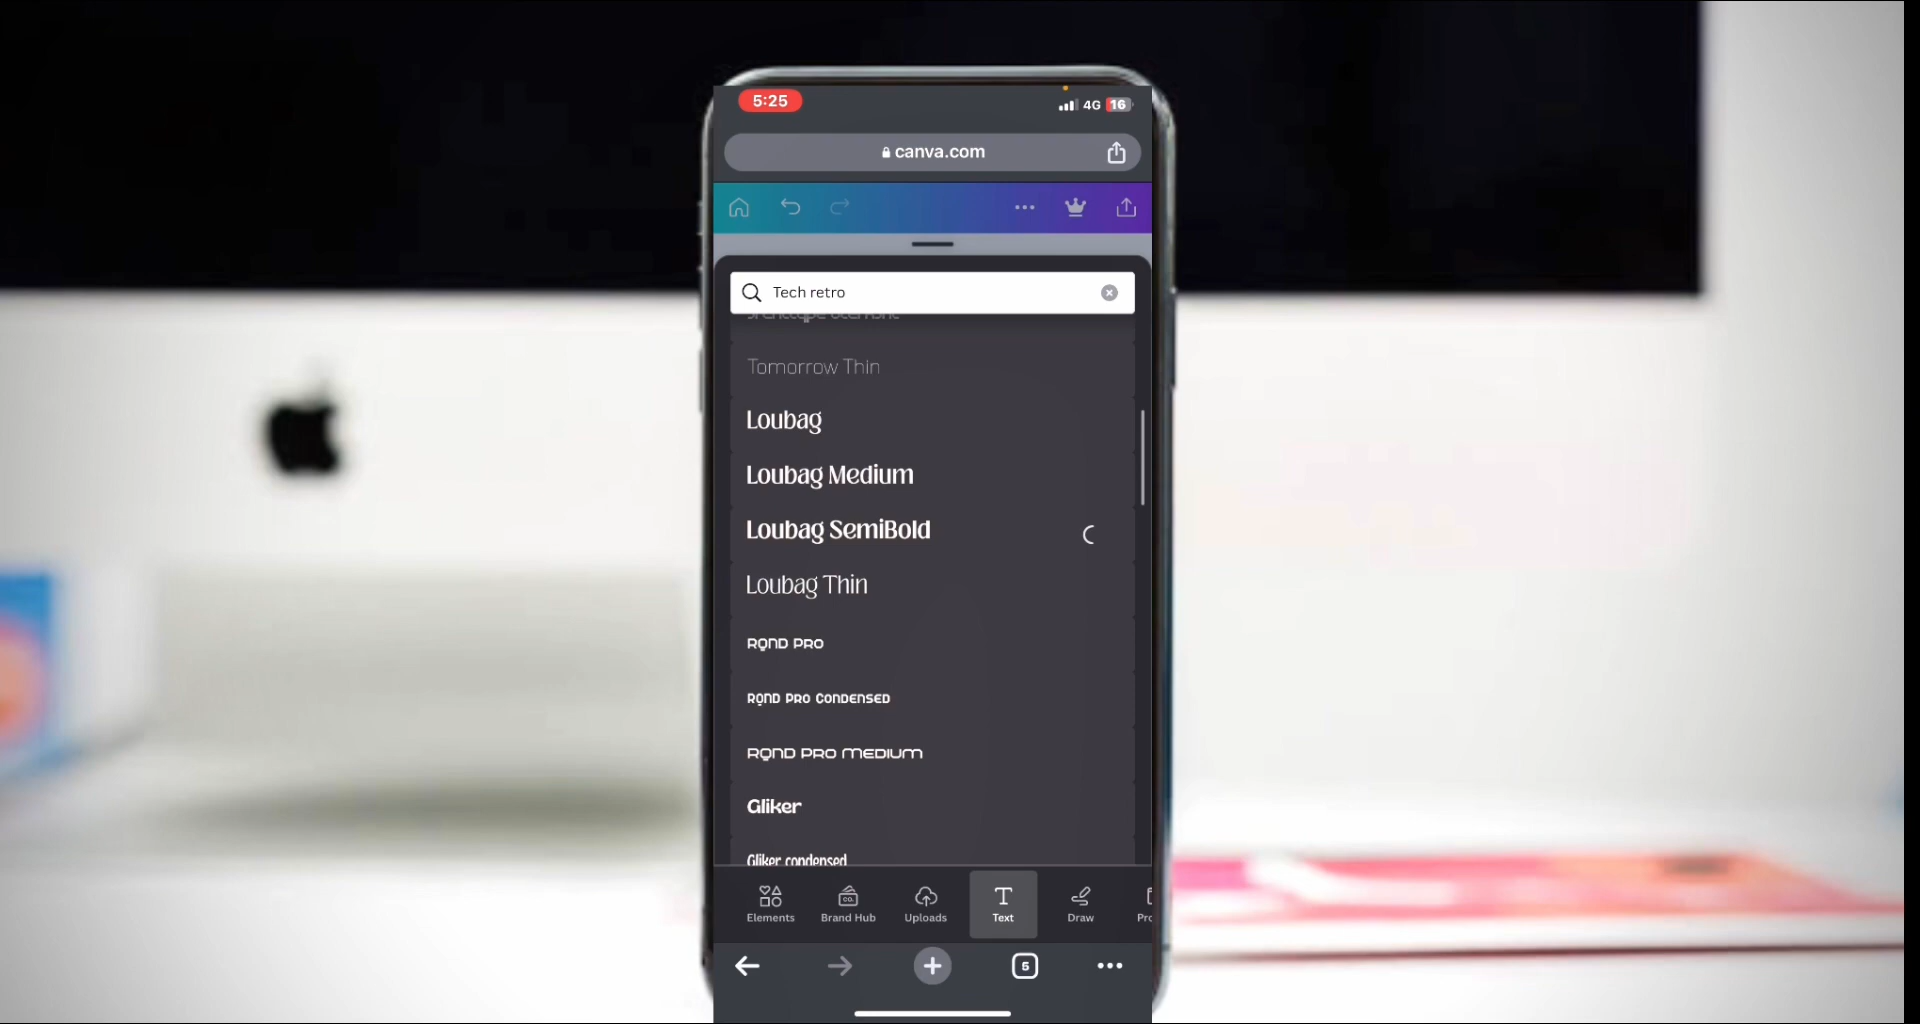 5:25
4G 16
canva.com
Tech retro
Tomorrow Thin
Loubag
Loubag Medium
Loubag SemiBold
Loubag Thin
RQND PRO
RQND PRO CONDENSED
RQND PRO MEDIUM
Gliker
Gliker condensed
CO.
T
Elements Brand Hub Uploads Text Draw
5